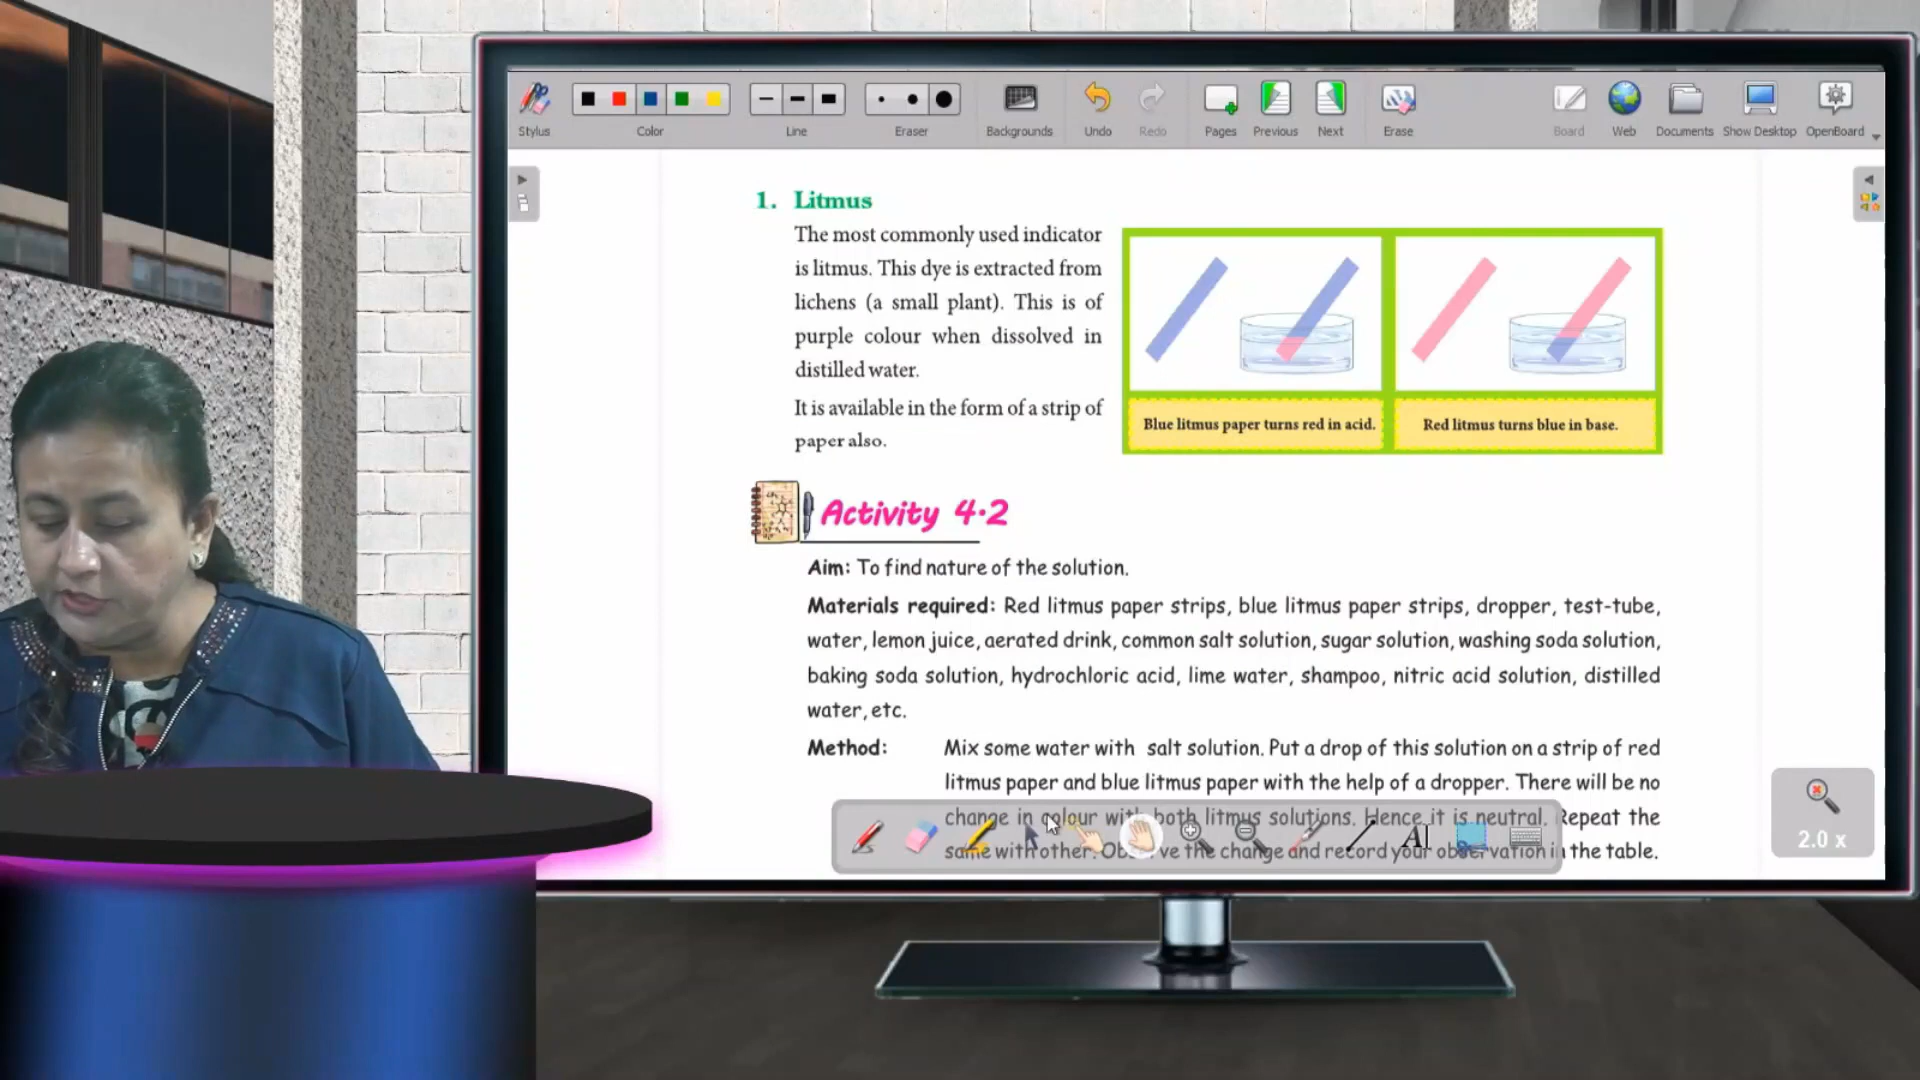 Stylus
Color
Line
Eraser
Backgrounds
Undo
Redo
Pages
Previous
Next
Erase
Board
Web
Documents
Show Desktop
OpenBoard
1. Litmus
The most commonly used indicator
is litmus. This dye is extracted from
lichens (a small plant). This is of
purple colour when dissolved in
distilled water.
It is available in the form of a strip of
paper also.
Blue litmus paper turns red in acid.
Red litmus turns blue in base.
Activity 4.2
Aim: To find nature of the solution.
Materials required: Red litmus paper strips, blue litmus paper strips, dropper, test-tube,
water, lemon juice, aerated drink, common salt solution, sugar solution, washing soda solution,
baking soda solution, hydrochloric acid, lime water, shampoo, nitric acid solution, distilled
water, etc.
Method: Mix some water with salt solution. Put a drop of this solution on a strip of red
litmus paper and blue litmus paper with the help of a dropper. There will be no
change in colour with both litmus solutions. Hence it is neutral. Repeat the
same with other. Observe the change and record your observation in the table.
A
2.0 x